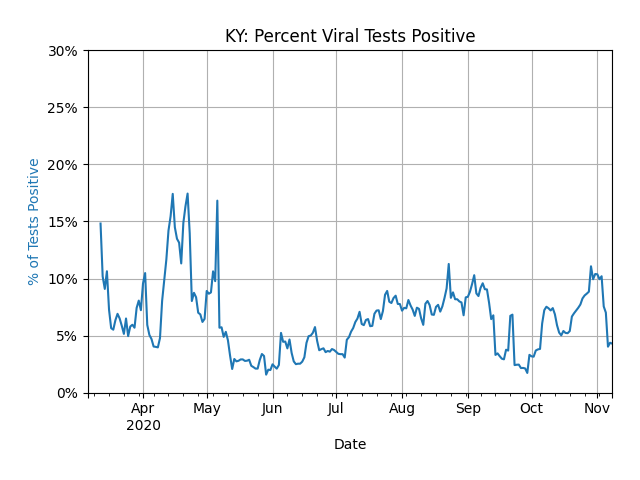 KY: Percent Viral Tests Positive
30%
25%
20%
15%
10%
5%
0%
% of Tests Positive
Apr May Jun Jul Aug Sep Oct Nov
2020
Date